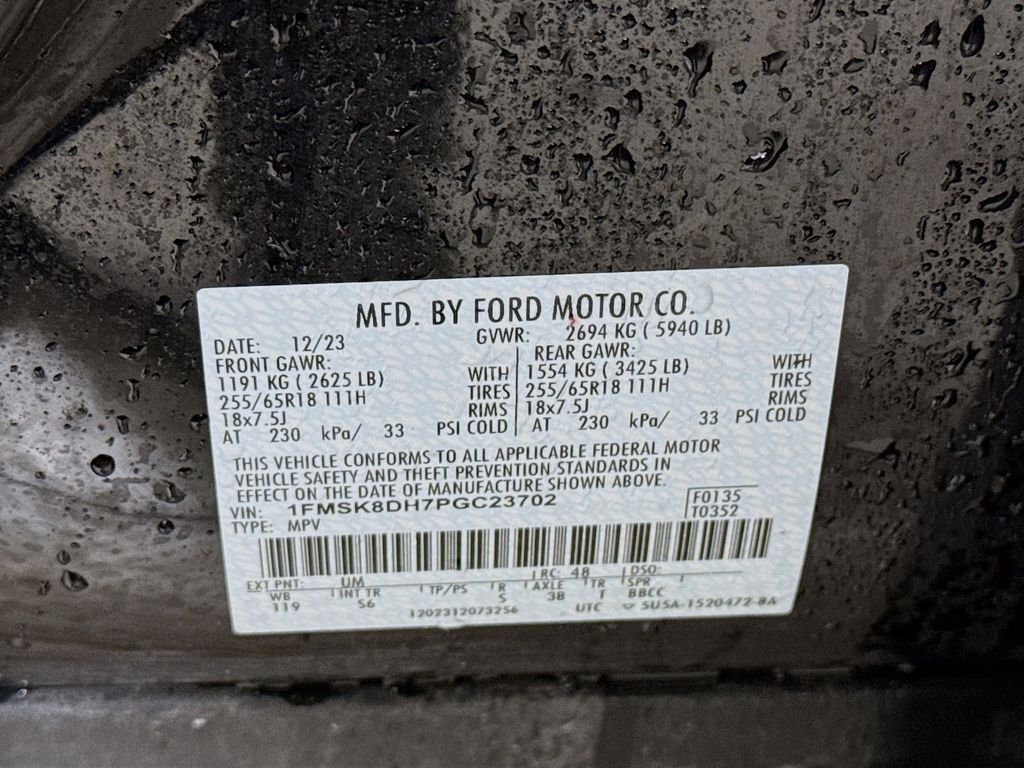 MFD. BY FORD MOTOR CO.
DATE: 12/23 GVWR: 2694 KG ( 5940 LB)
FRONT GAWR: REAR GAWR:
1191 KG ( 2625 LB) WITH 1554 KG ( 3425 LB) WITH
255/65R18 111H TIRES 255/65R18 111H TIRES
18x7.5J RIMS 18x7.5J RIMS
AT 230 kPa/ 33 PSI COLD AT 230 kPa/ 33 PSI COLD
THIS VEHICLE CONFORMS TO ALL APPLICABLE FEDERAL MOTOR
VEHICLE SAFETY AND THEFT PREVENTION STANDARDS IN
EFFECT ON THE DATE OF MANUFACTURE SHOWN ABOVE.
VIN: 1FMSK8DH7PGC23702 F0135
TYPE: MPV T0352
EXT PNT: UM RC: 48 DSO:
WB INT TR TP/PS R AXLE TR SPR
119 S6 S 3B T BBCC
1202312073256 UTC ▽ 5U5A-1520472-BA